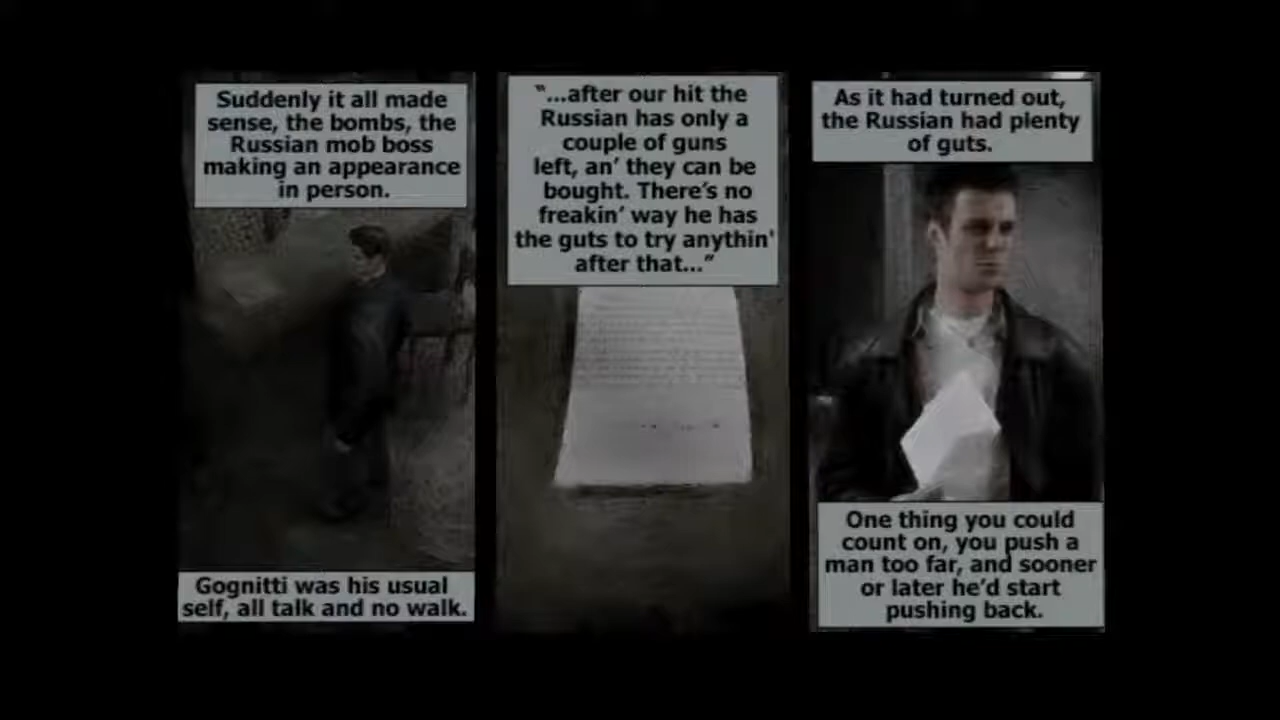 Suddenly it all made
sense, the bombs, the
Russian mob boss
making an appearance
in person.
Gognitti was his usual
self, all talk and no walk.
"...after our hit the
Russian has only a
couple of guns
left, an' they can be
bought. There's no
freakin' way he has
the guts to try anythin'
after that..."
As it had turned out,
the Russian had plenty
of guts.
One thing you could
count on, you push a
man too far, and sooner
or later he'd start
pushing back.